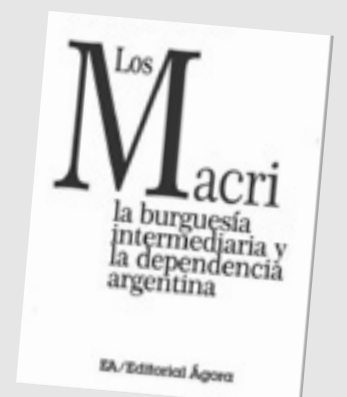 Los
Macri
la burguesía
intermediaria y
la dependencia
argentina
EA/Editorial Ágora